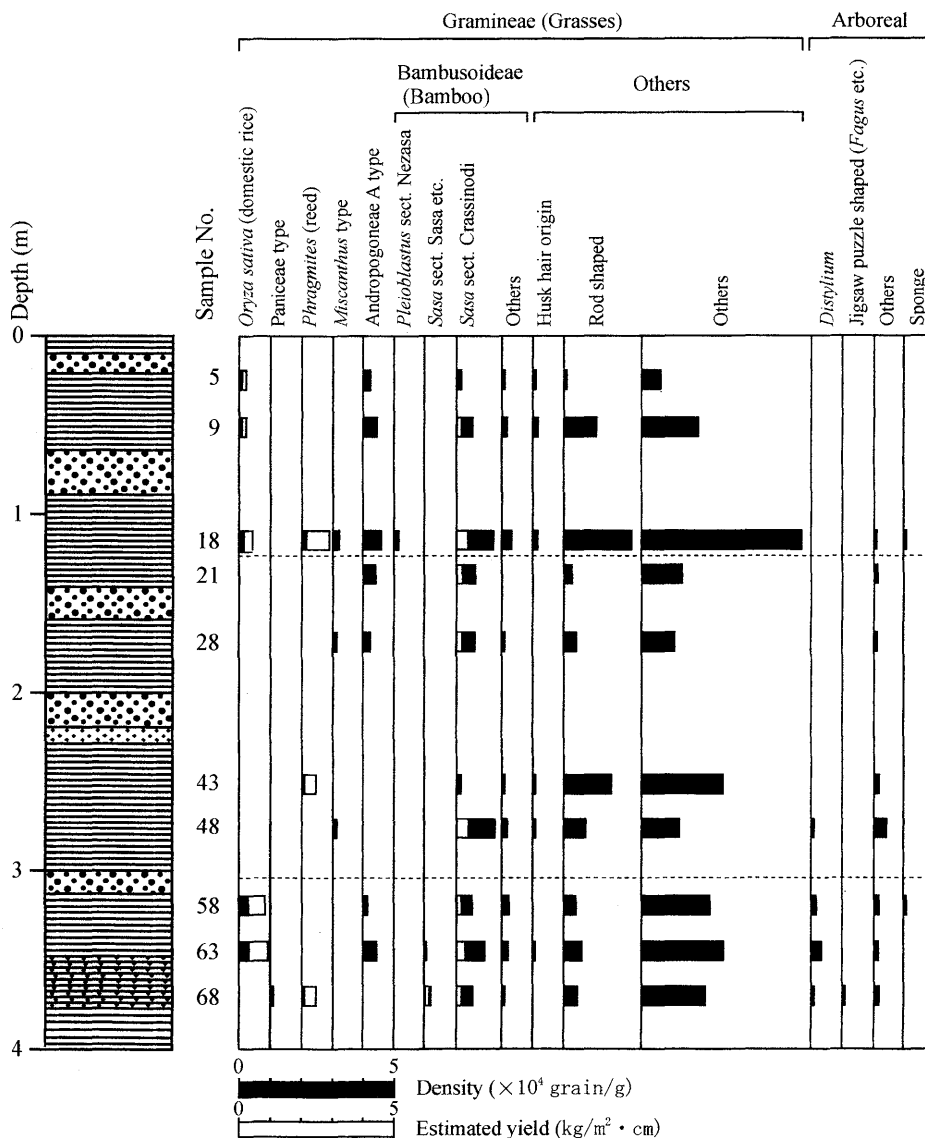 Gramineae (Grasses)
Arboreal
Bambusoideae
(Bamboo)
Others
Depth (m)
Sample No.
Oryza sativa (domestic rice)
Paniceae type
Phragmites (reed)
Miscanthus type
Andropogoneae A type
Pleioblastus sect. Nezasa
Sasa sect. Sasa etc.
Sasa sect. Crassinodi
Others
Husk hair origin
Rod shaped
Others
Distylium
Jigsaw puzzle shaped (Fagus etc.)
Others
Sponge
0
5
9
1
18
21
28
2
43
48
3
58
63
68
4
0 5
Density (×10⁴ grain/g)
0 5
Estimated yield (kg/m²・cm)